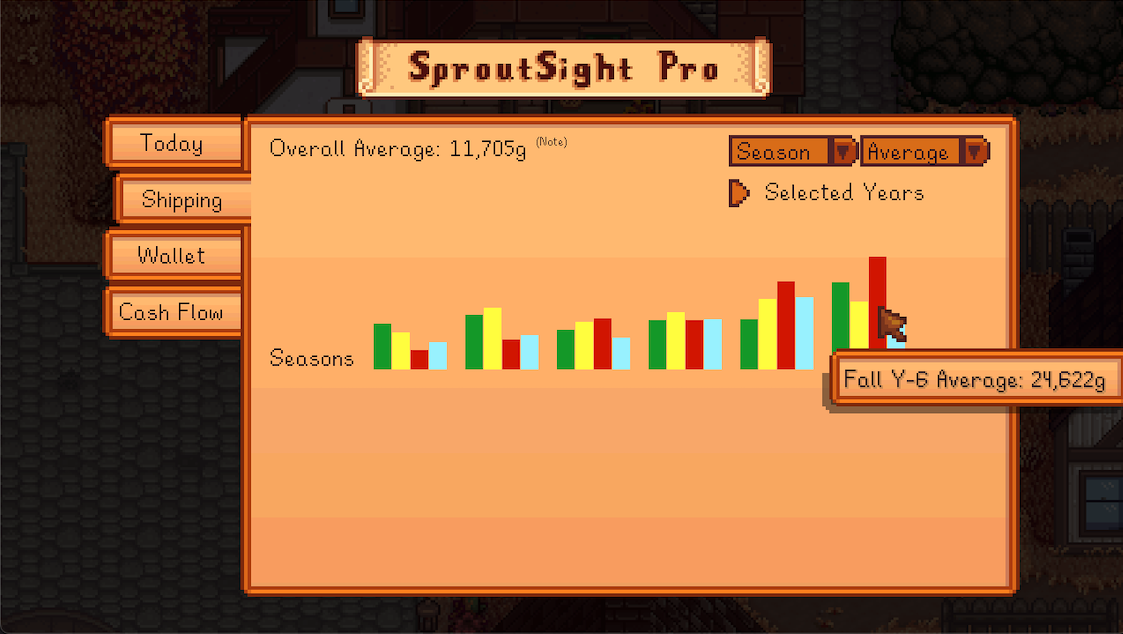 SproutSight Pro
Today
Shipping
Wallet
Cash Flow
Overall Average: 11,705g (Note)
Season
Average
Selected Years
Seasons
Fall Y-6 Average: 24,622g